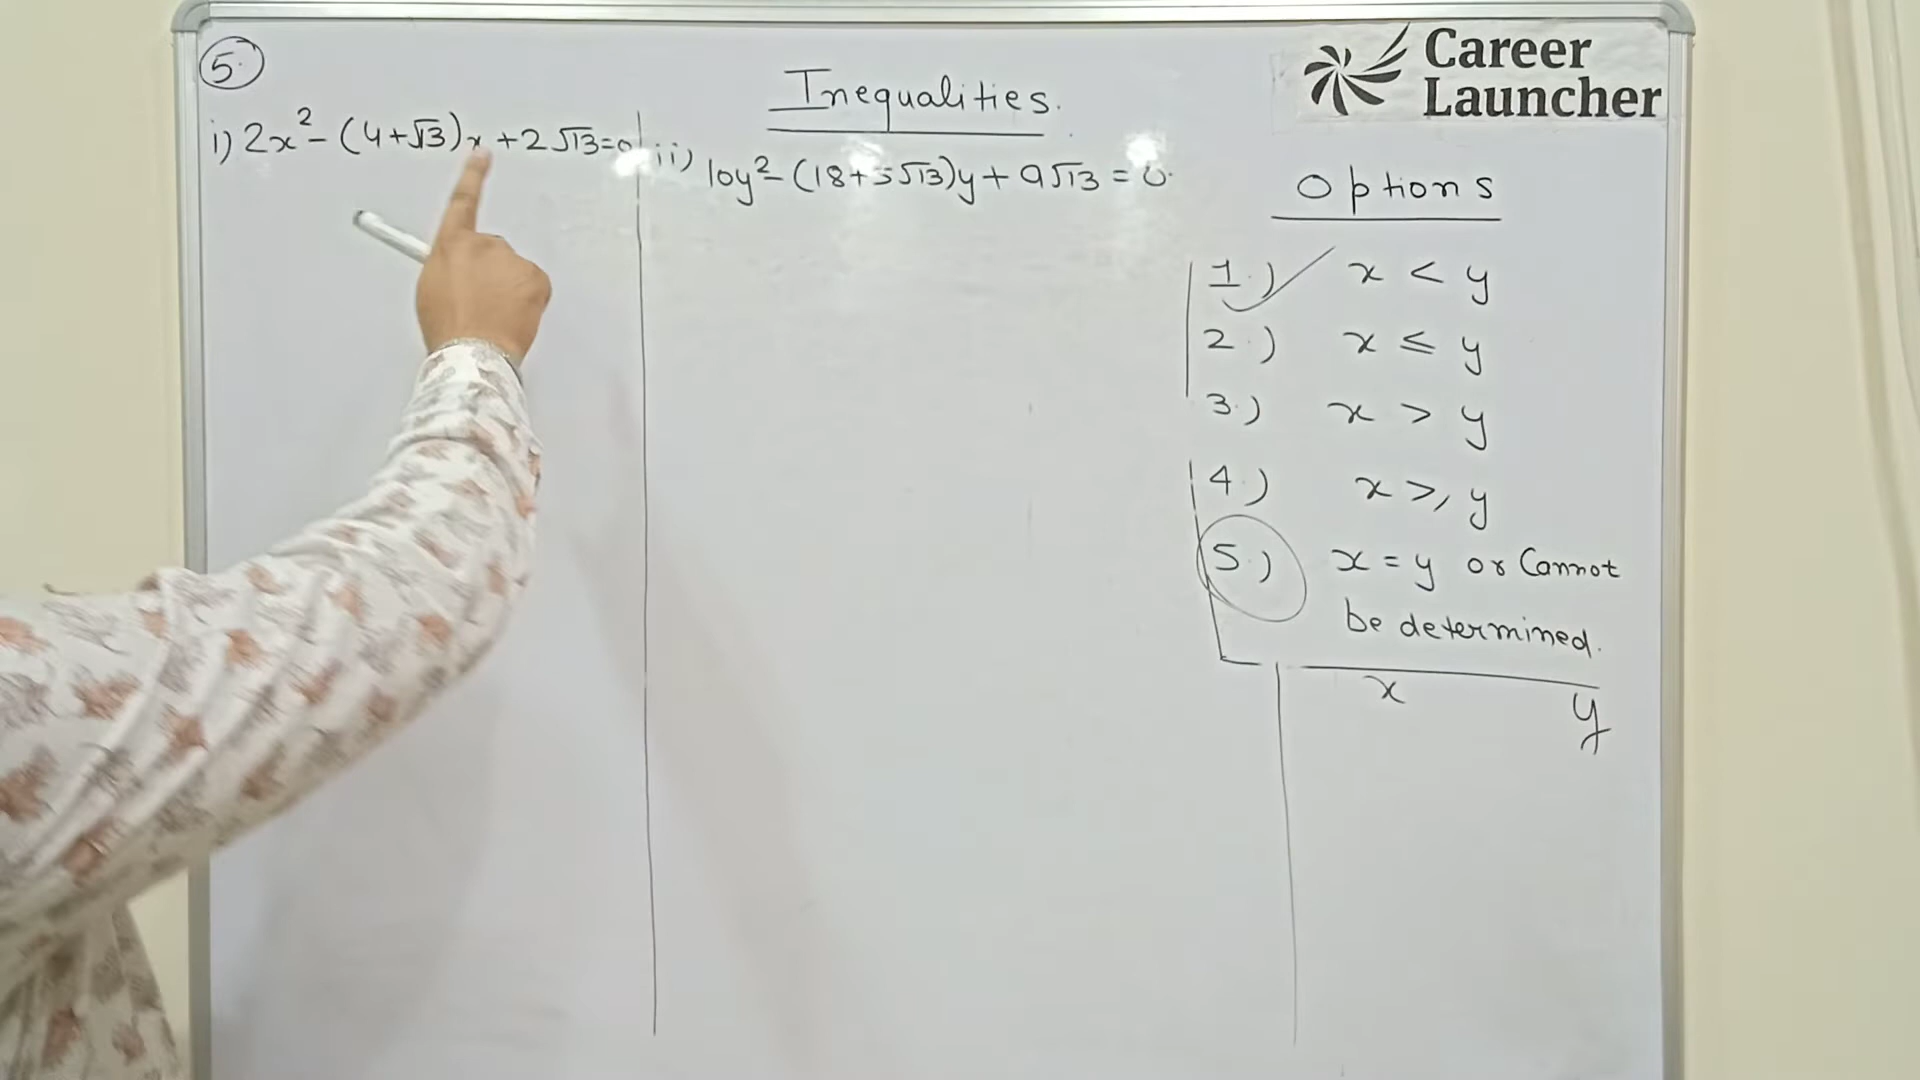 5.
Inequalities.
Career
Launcher
i) 2x² - (4+√3)x + 2√13=0
ii) 10y² - (18+5√13)y + 9√13 = 0.
Options
1.) x < y
2.) x ≤ y
3.) x > y
4.) x >, y
5.) x = y or Cannot
be determined.
x y